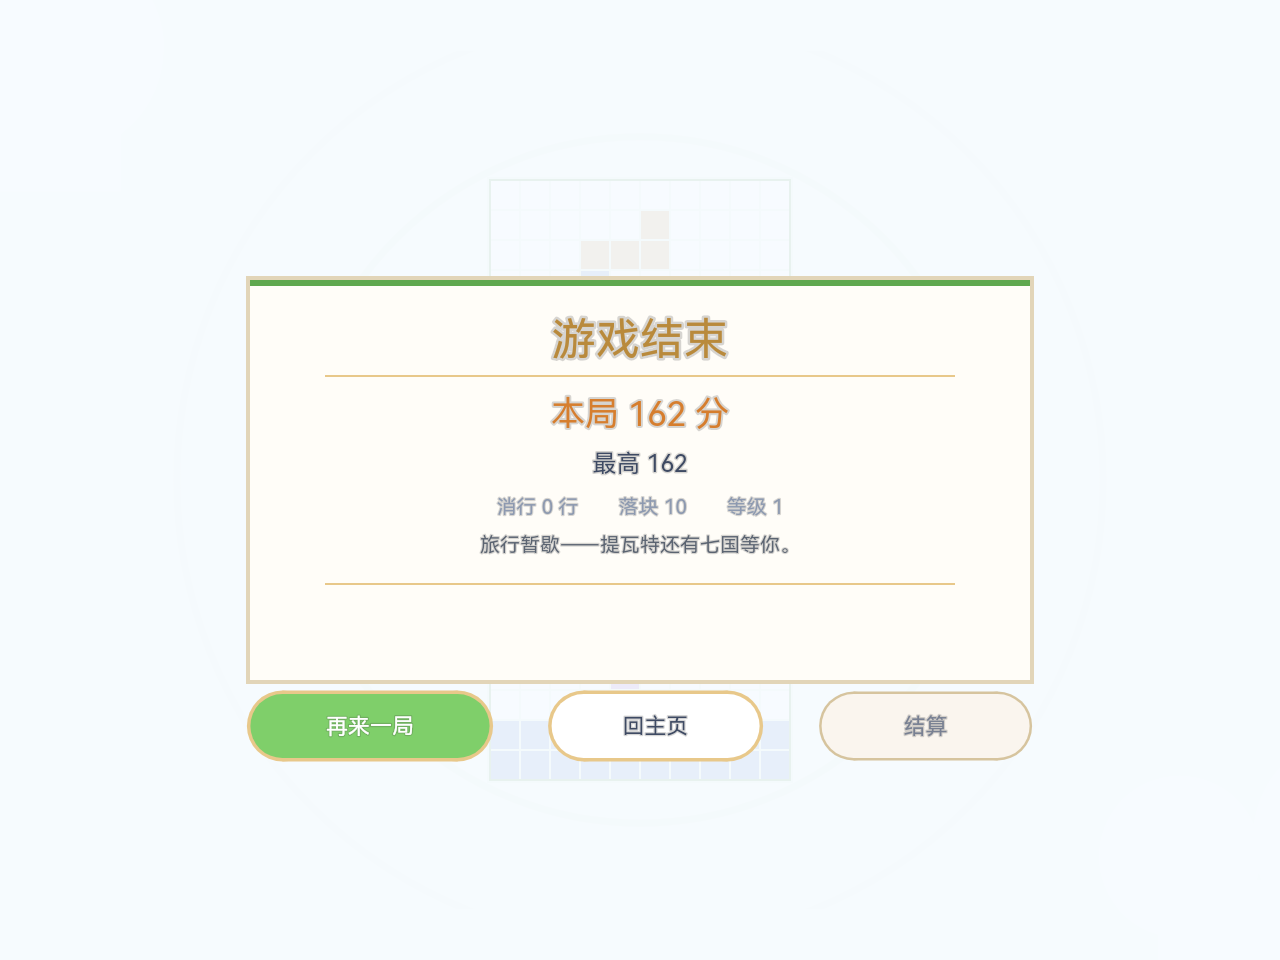 游戏结束
本局 162 分
最高 162
消行 0 行 落块 10 等级 1
旅行暂歇——提瓦特还有七国等你。
再来一局 回主页 结算